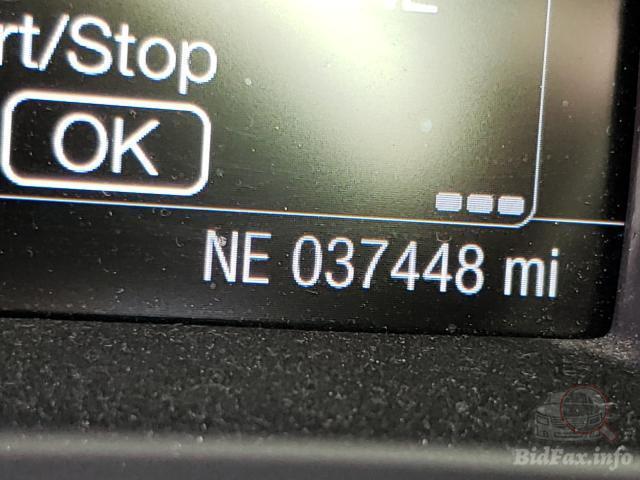 rt/Stop
OK
NE 037448 mi
BidFax.info